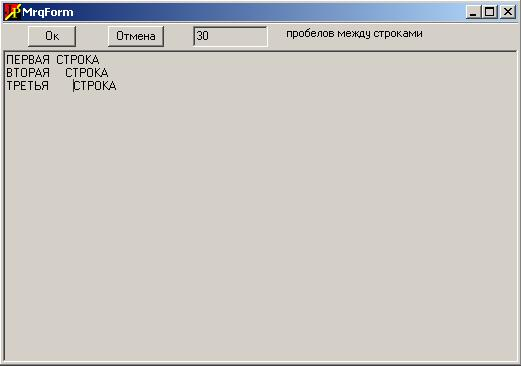 MrqForm
Ок Отмена 30 пробелов между строками
ПЕРВАЯ СТРОКА
ВТОРАЯ  СТРОКА
ТРЕТЬЯ   СТРОКА